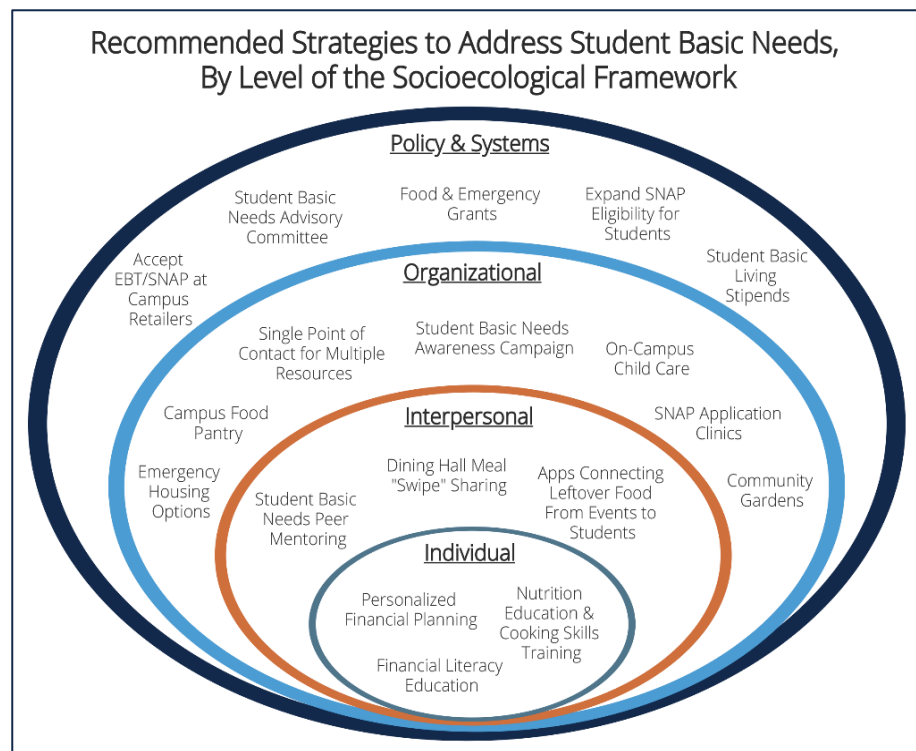 Recommended Strategies to Address Student Basic Needs,
By Level of the Socioecological Framework
Policy & Systems
Student Basic
Needs Advisory
Committee
Food & Emergency
Grants
Expand SNAP
Eligibility for
Students
Accept
EBT/SNAP at
Campus
Retailers
Student Basic
Living
Stipends
Organizational
Single Point of
Contact for Multiple
Resources
Student Basic Needs
Awareness Campaign
On-Campus
Child Care
Campus Food
Pantry
SNAP Application
Clinics
Emergency
Housing
Options
Community
Gardens
Interpersonal
Dining Hall Meal
"Swipe" Sharing
Student Basic
Needs Peer
Mentoring
Apps Connecting
Leftover Food
From Events to
Students
Individual
Personalized
Financial Planning
Nutrition
Education &
Cooking Skills
Training
Financial Literacy
Education